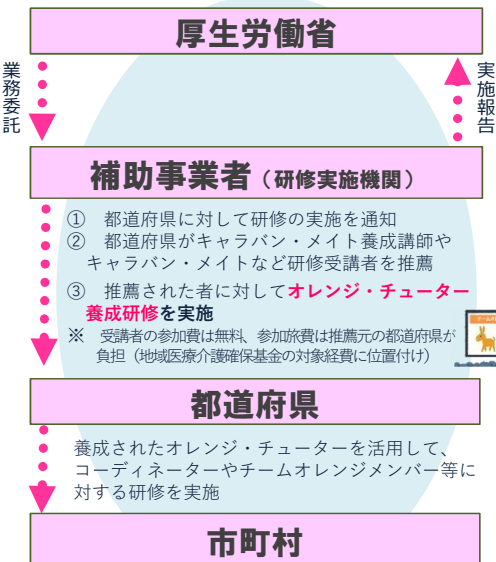 厚生労働省
業務委託
実施報告
補助事業者（研修実施機関）
①　都道府県に対して研修の実施を通知
②　都道府県がキャラバン・メイト養成講師や
キャラバン・メイトなど研修受講者を推薦
③　推薦された者に対してオレンジ・チューター
養成研修を実施
※　受講者の参加費は無料、参加旅費は推薦元の都道府県が
負担（地域医療介護確保基金の対象経費に位置付け）
都道府県
養成されたオレンジ・チューターを活用して、
コーディネーターやチームオレンジメンバー等に
対する研修を実施
市町村